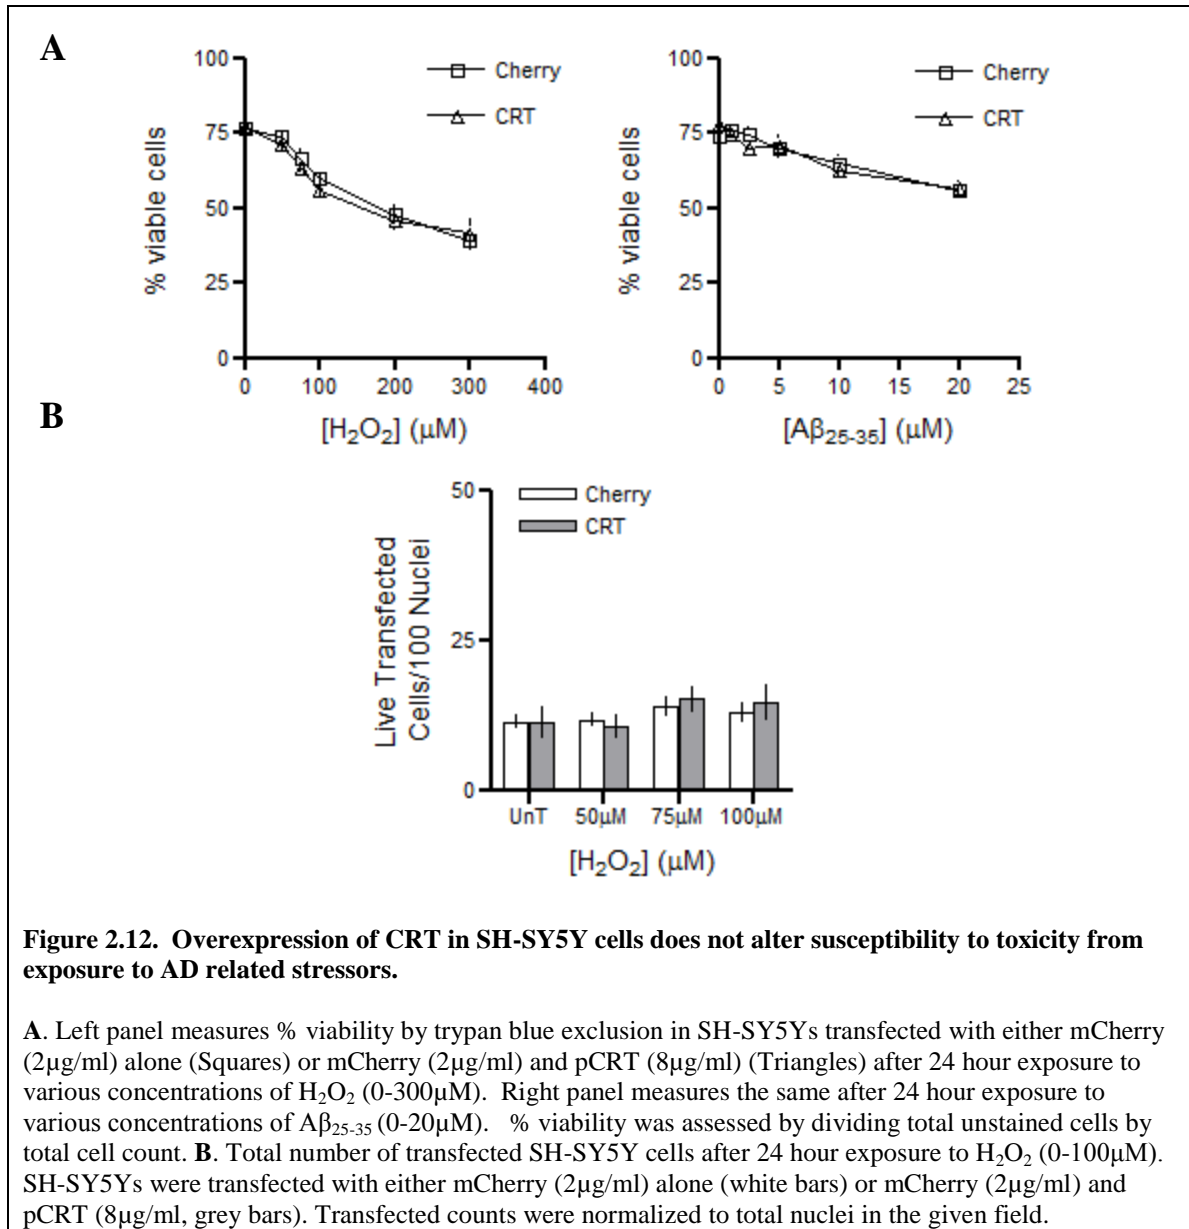 A
100
75
50
25
0
% viable cells
Cherry
CRT
0 100 200 300 400
[H₂O₂] (µM)
100
75
50
25
0
% viable cells
Cherry
CRT
0 5 10 15 20 25
[Aβ₂₅₋₃₅] (µM)
B
50
25
0
Live Transfected
Cells/100 Nuclei
Cherry
CRT
UnT 50µM 75µM 100µM
[H₂O₂] (µM)
Figure 2.12. Overexpression of CRT in SH-SY5Y cells does not alter susceptibility to toxicity from
exposure to AD related stressors.
A. Left panel measures % viability by trypan blue exclusion in SH-SY5Ys transfected with either mCherry
(2µg/ml) alone (Squares) or mCherry (2µg/ml) and pCRT (8µg/ml) (Triangles) after 24 hour exposure to
various concentrations of H₂O₂ (0-300µM). Right panel measures the same after 24 hour exposure to
various concentrations of Aβ₂₅₋₃₅ (0-20µM). % viability was assessed by dividing total unstained cells by
total cell count. B. Total number of transfected SH-SY5Y cells after 24 hour exposure to H₂O₂ (0-100µM).
SH-SY5Ys were transfected with either mCherry (2µg/ml) alone (white bars) or mCherry (2µg/ml) and
pCRT (8µg/ml, grey bars). Transfected counts were normalized to total nuclei in the given field.